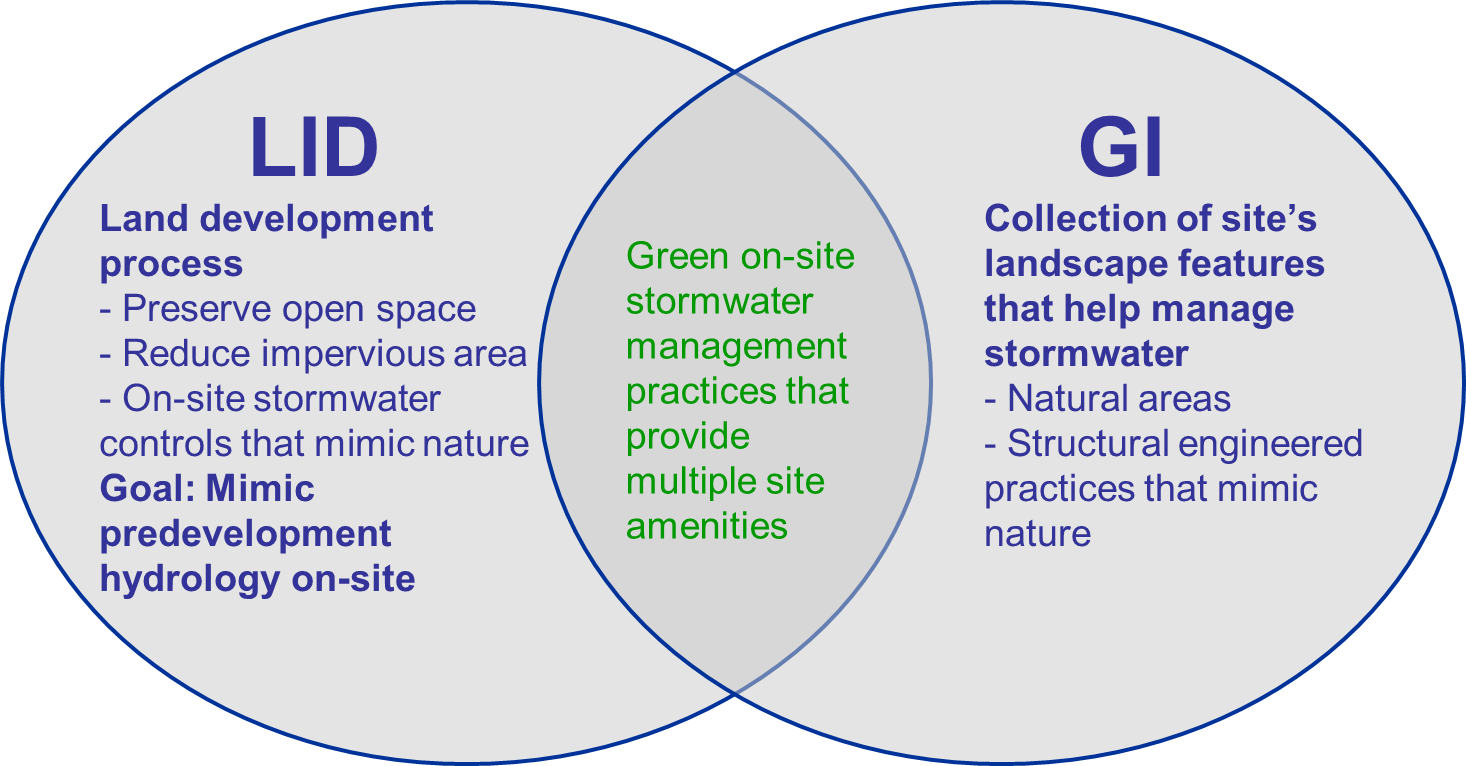 LID
Land development
process
- Preserve open space
- Reduce impervious area
- On-site stormwater
controls that mimic nature
Goal: Mimic
predevelopment
hydrology on-site
Green on-site
stormwater
management
practices that
provide
multiple site
amenities
GI
Collection of site’s
landscape features
that help manage
stormwater
- Natural areas
- Structural engineered
practices that mimic
nature